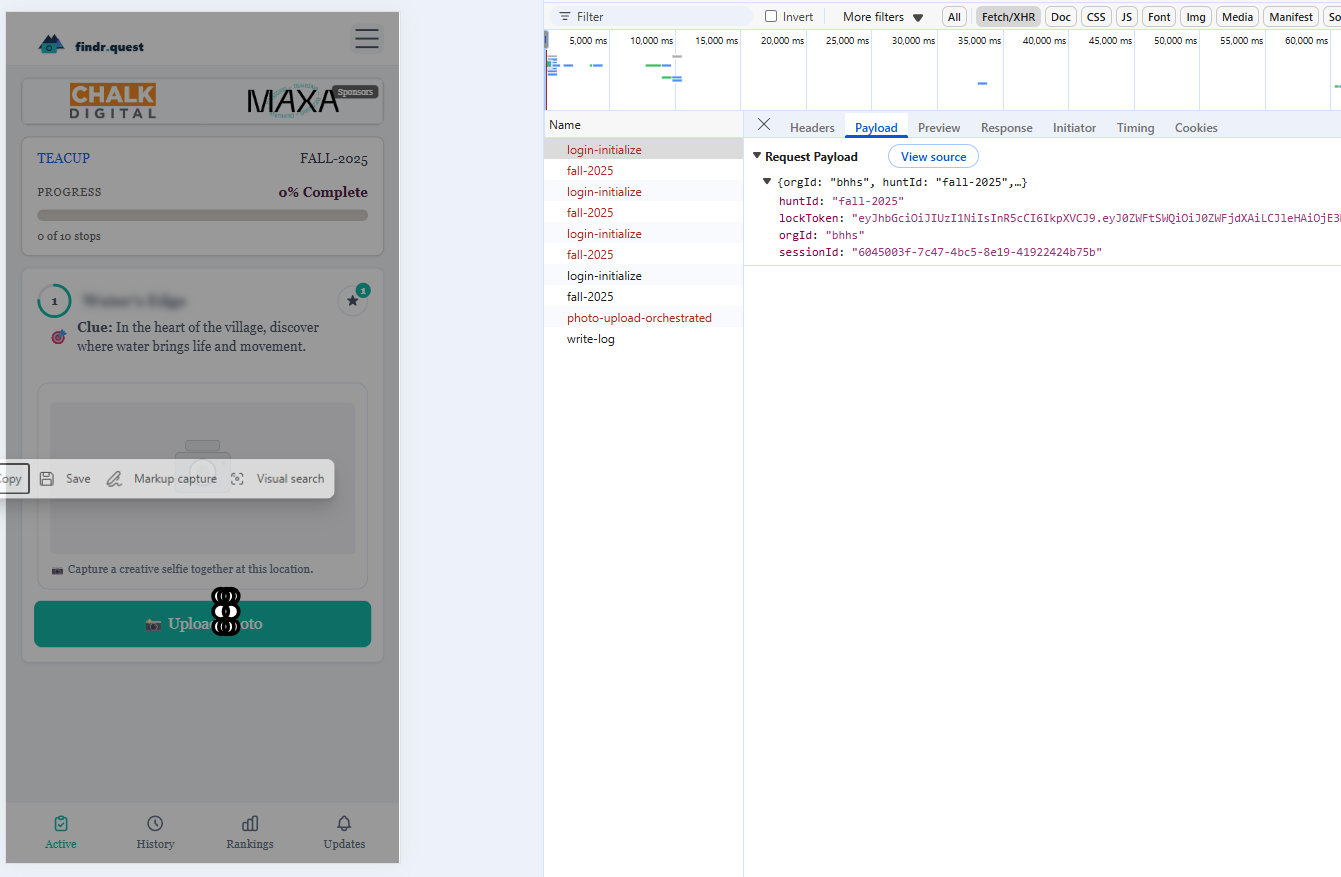 findr.quest
CHALK
DIGITAL
MAXA
Sponsors
TEACUP
FALL-2025
PROGRESS
0% Complete
0 of 10 stops
1
Water's Edge
1
Clue: In the heart of the village, discover
where water brings life and movement.
Copy
Save
Markup capture
Visual search
Capture a creative selfie together at this location.
Active
History
Rankings
Updates
Filter
Invert
More filters
All
Fetch/XHR
Doc
CSS
JS
Font
Img
Media
Manifest
So
5,000 ms
10,000 ms
15,000 ms
20,000 ms
25,000 ms
30,000 ms
35,000 ms
40,000 ms
45,000 ms
50,000 ms
55,000 ms
60,000 ms
Name
login-initialize
fall-2025
login-initialize
fall-2025
login-initialize
fall-2025
login-initialize
fall-2025
photo-upload-orchestrated
write-log
Headers
Payload
Preview
Response
Initiator
Timing
Cookies
Request Payload
View source
{orgId: "bhhs", huntId: "fall-2025",…}
huntId: "fall-2025"
lockToken: "eyJhbGciOiJIUzI1NiIsInR5cCI6IkpXVCJ9.eyJ0ZWFtSWQiOiJ0ZWFjdXAiLCJleHAiOjE3
orgId: "bhhs"
sessionId: "6045003f-7c47-4bc5-8e19-41922424b75b"